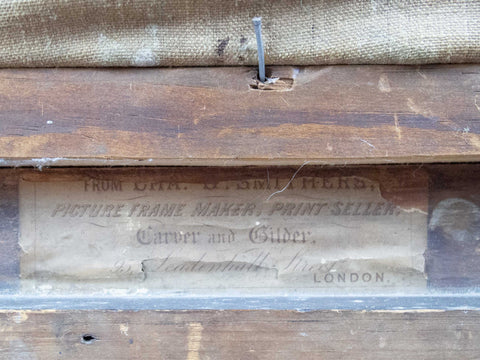 FROM CHA. S. SMITHERS,
PICTURE FRAME MAKER, PRINT SELLER,
Carver and Gilder,
Leadenhall Street
LONDON.